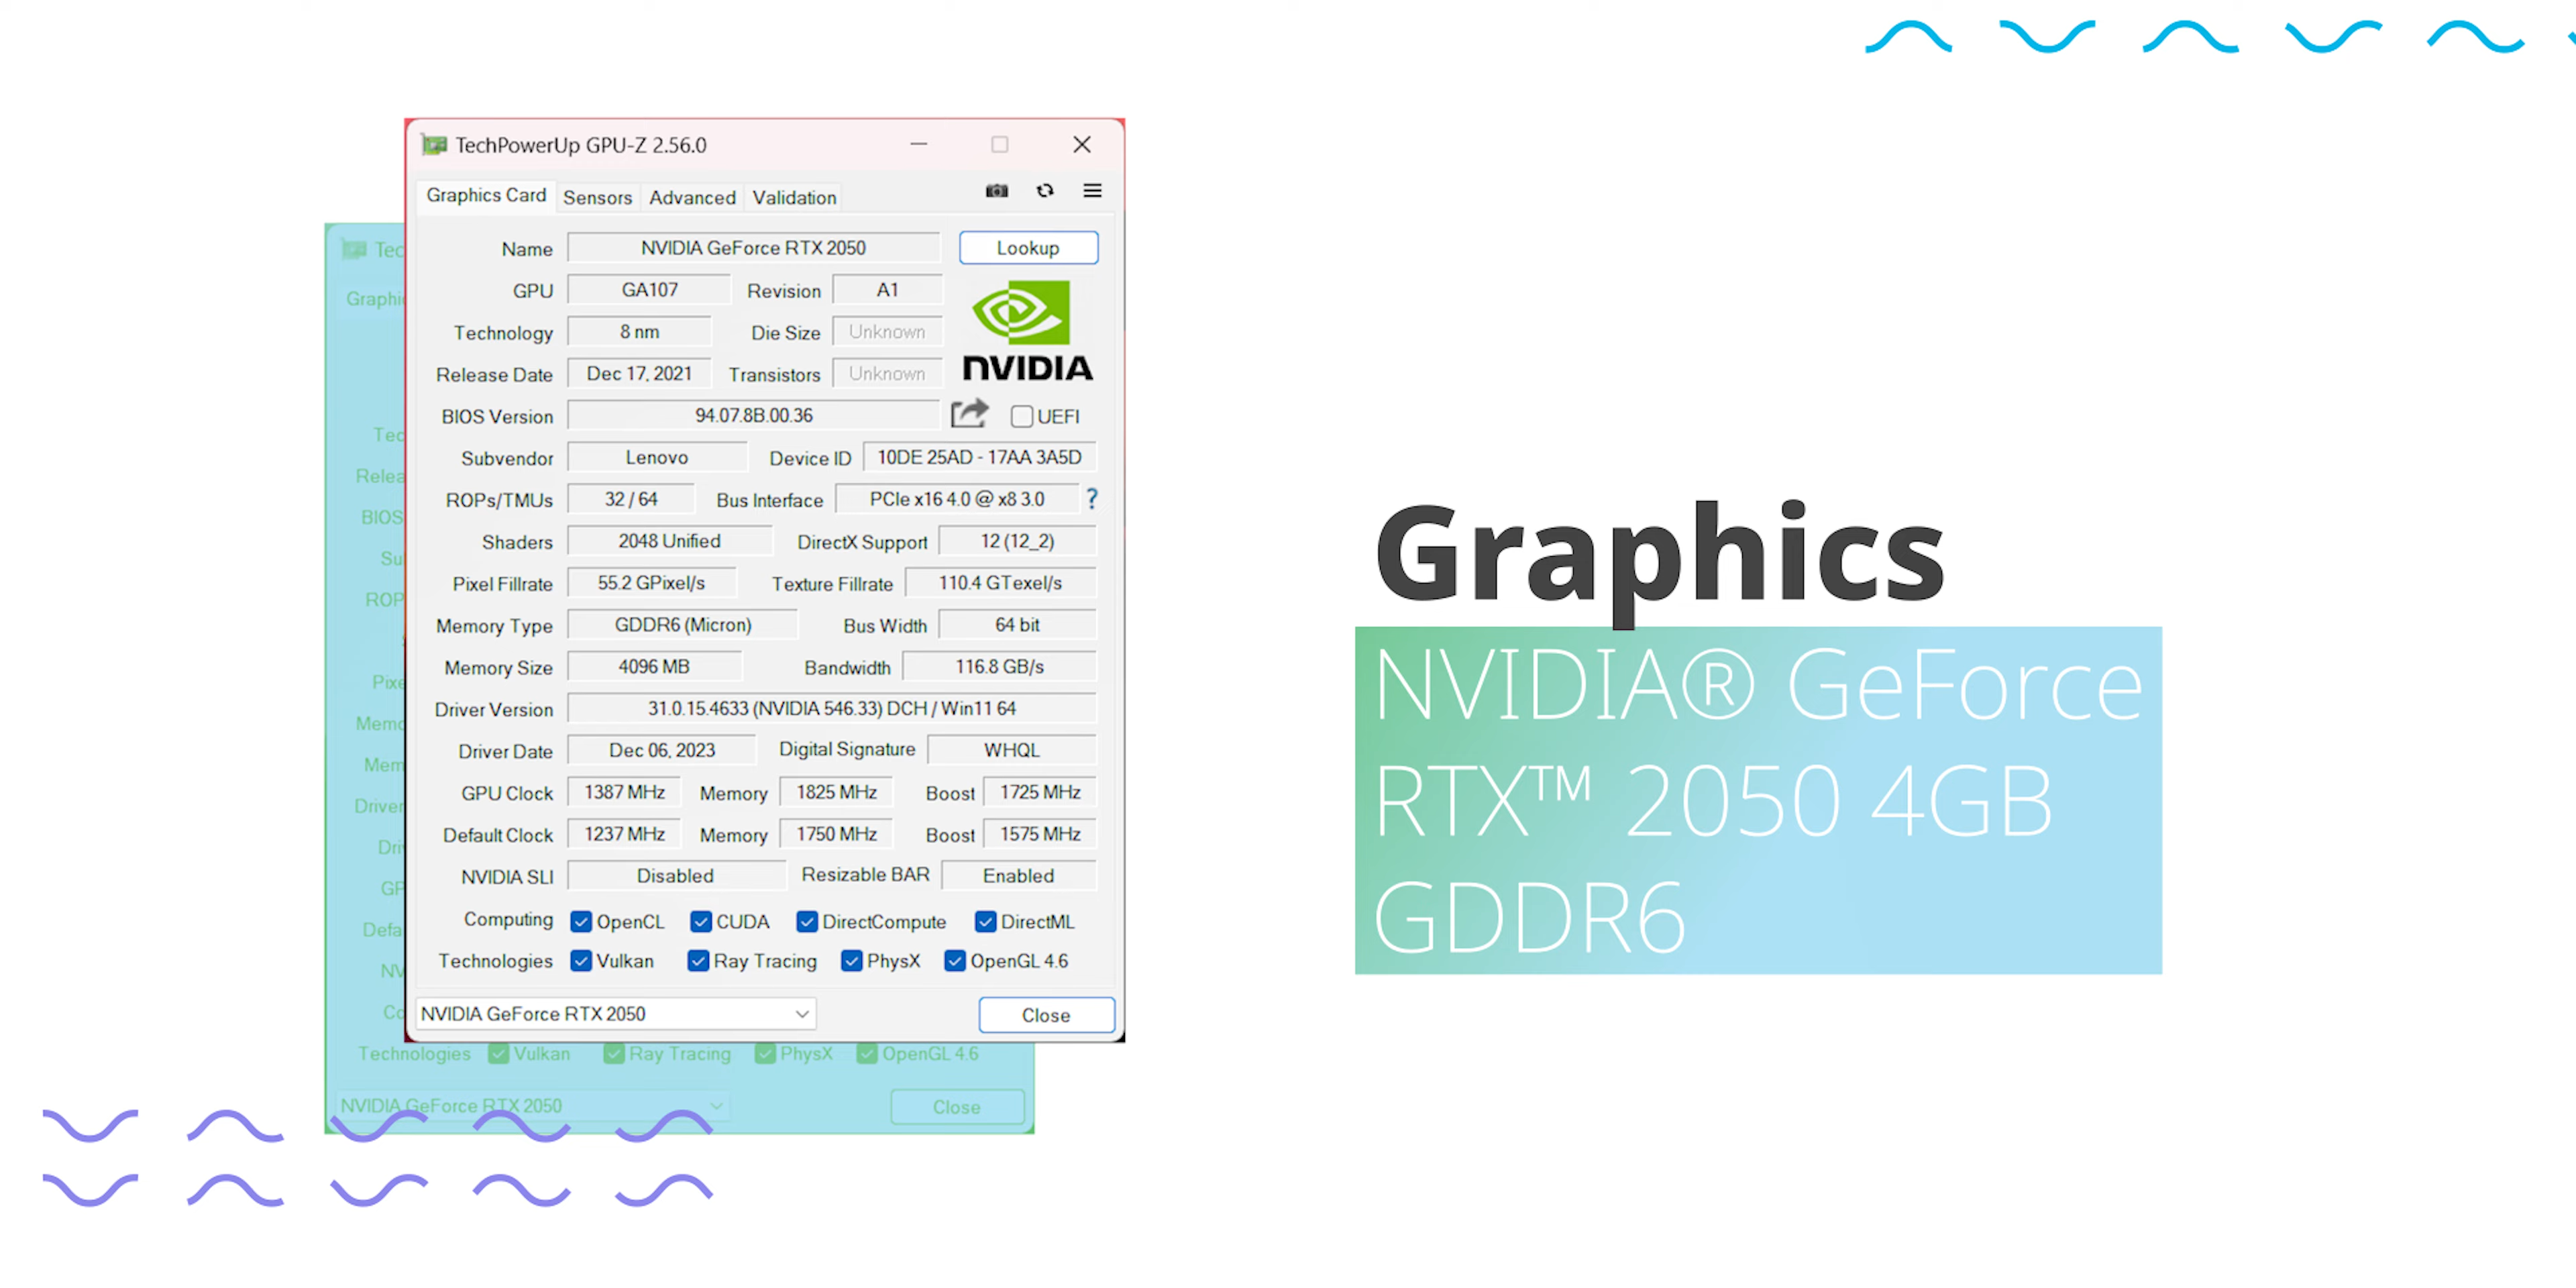 TechPowerUp GPU-Z 2.56.0
Graphics Card Sensors Advanced Validation
Name NVIDIA GeForce RTX 2050 Lookup
GPU GA107 Revision A1
Technology 8 nm Die Size Unknown
Release Date Dec 17, 2021 Transistors Unknown
NVIDIA
BIOS Version 94.07.8B.00.36 UEFI
Subvendor Lenovo Device ID 10DE 25AD - 17AA 3A5D
ROPs/TMUs 32 / 64 Bus Interface PCIe x16 4.0 @ x8 3.0 ?
Shaders 2048 Unified DirectX Support 12 (12_2)
Pixel Fillrate 55.2 GPixel/s Texture Fillrate 110.4 GTexel/s
Memory Type GDDR6 (Micron) Bus Width 64 bit
Memory Size 4096 MB Bandwidth 116.8 GB/s
Driver Version 31.0.15.4633 (NVIDIA 546.33) DCH / Win11 64
Driver Date Dec 06, 2023 Digital Signature WHQL
GPU Clock 1387 MHz Memory 1825 MHz Boost 1725 MHz
Default Clock 1237 MHz Memory 1750 MHz Boost 1575 MHz
NVIDIA SLI Disabled Resizable BAR Enabled
Computing OpenCL CUDA DirectCompute DirectML
Technologies Vulkan Ray Tracing PhysX OpenGL 4.6
NVIDIA GeForce RTX 2050 Close
Technologies Vulkan Ray Tracing PhysX OpenGL 4.6
NVIDIA GeForce RTX 2050 Close
Graphics
NVIDIA® GeForce
RTX™ 2050 4GB
GDDR6